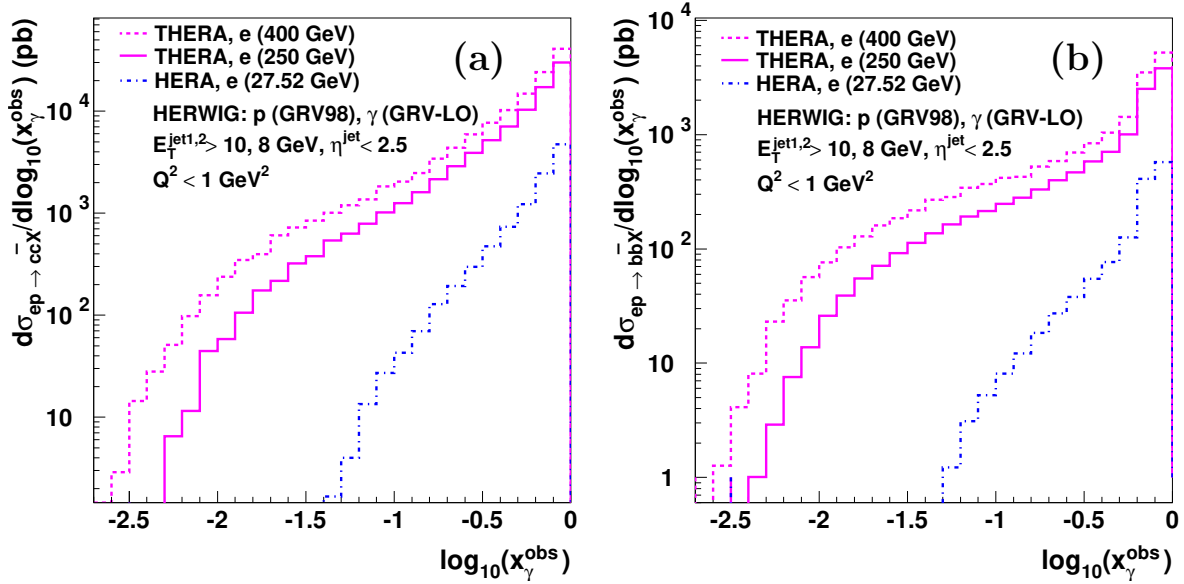 dσ_ep → cc̄X/dlog₁₀(x_γ^obs) (pb)
THERA, e (400 GeV)
THERA, e (250 GeV)
HERA, e (27.52 GeV)
(a)
HERWIG: p (GRV98), γ (GRV-LO)
E_T^jet1,2> 10, 8 GeV, η^jet< 2.5
Q² < 1 GeV²
10⁴
10³
10²
10
-2.5 -2 -1.5 -1 -0.5 0
log₁₀(x_γ^obs)
dσ_ep → bb̄X/dlog₁₀(x_γ^obs) (pb)
THERA, e (400 GeV)
THERA, e (250 GeV)
HERA, e (27.52 GeV)
(b)
HERWIG: p (GRV98), γ (GRV-LO)
E_T^jet1,2> 10, 8 GeV, η^jet< 2.5
Q² < 1 GeV²
10⁴
10³
10²
10
1
-2.5 -2 -1.5 -1 -0.5 0
log₁₀(x_γ^obs)